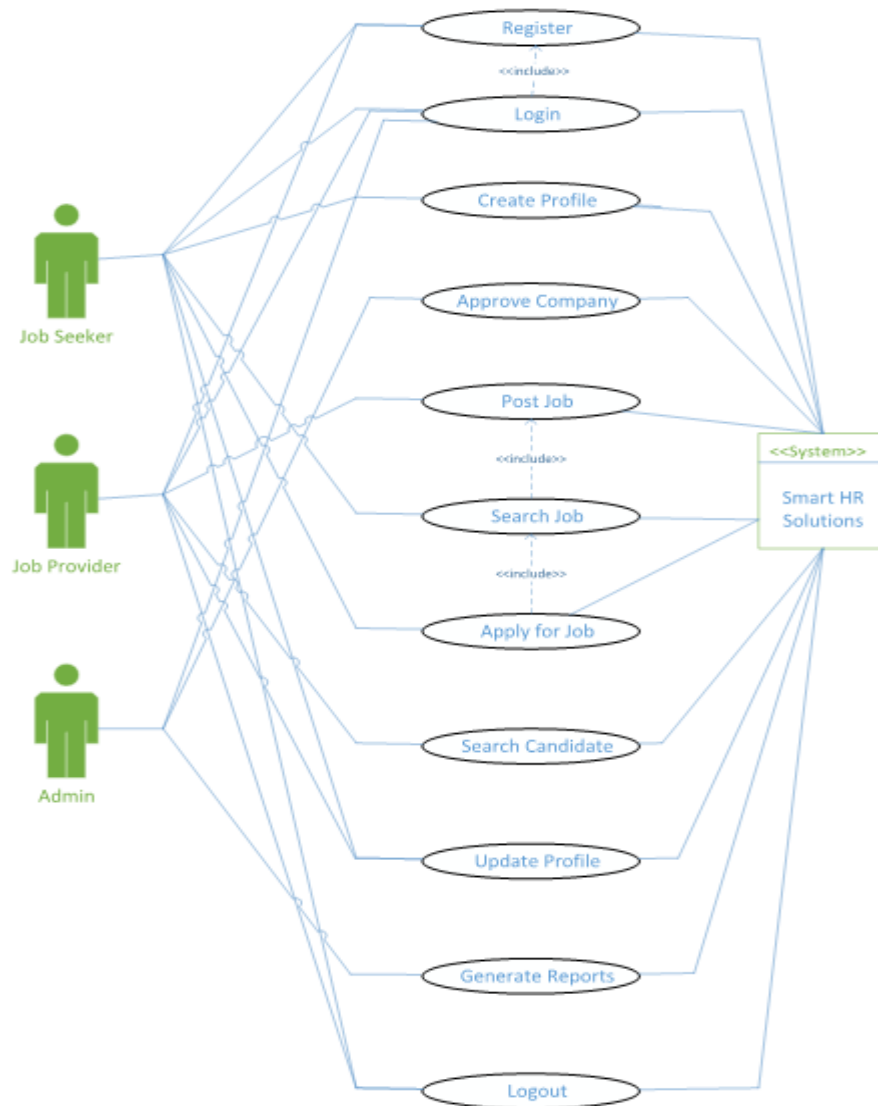 Register
<<include>>
Login
Create Profile
Job Seeker
Approve Company
Post Job
<<System>>
<<include>>
Smart HR
Solutions
Search Job
Job Provider
<<include>>
Apply for Job
Search Candidate
Admin
Update Profile
Generate Reports
Logout